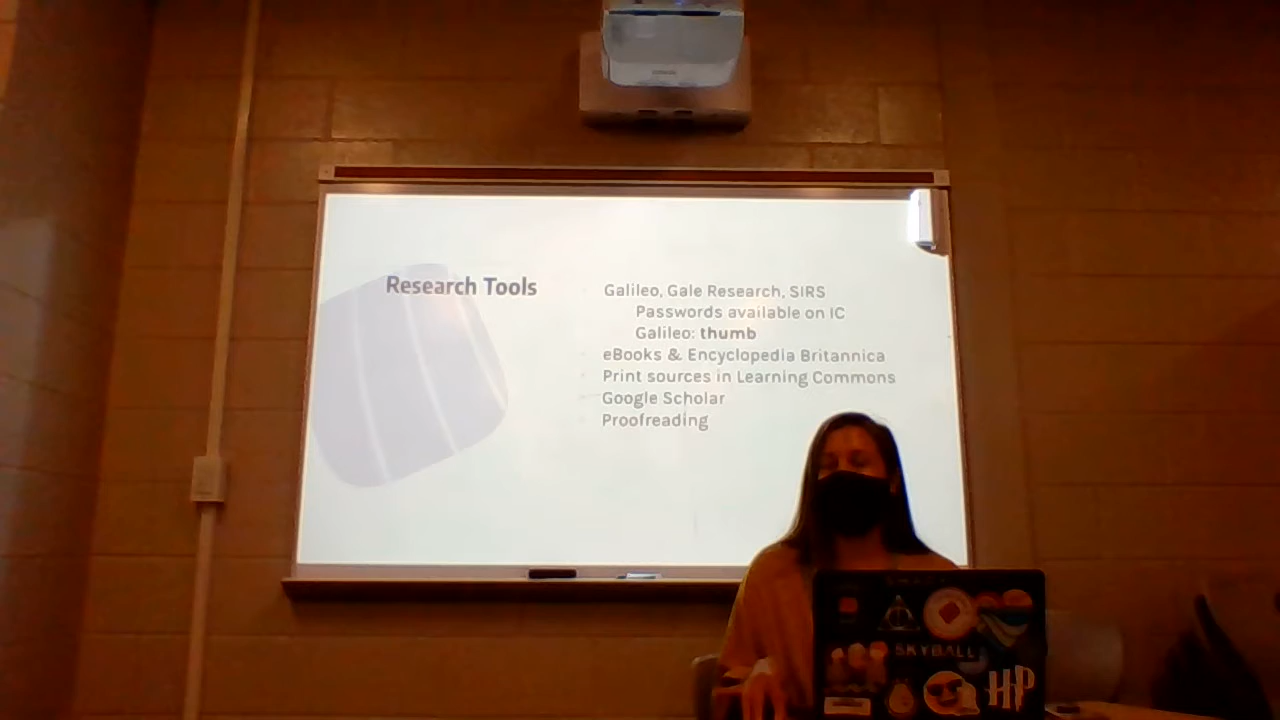 Research Tools
Galileo, Gale Research, SIRS
Passwords available on IC
Galileo: thumb
eBooks & Encyclopedia Britannica
Print sources in Learning Commons
Google Scholar
Proofreading
SKYBALL
HP